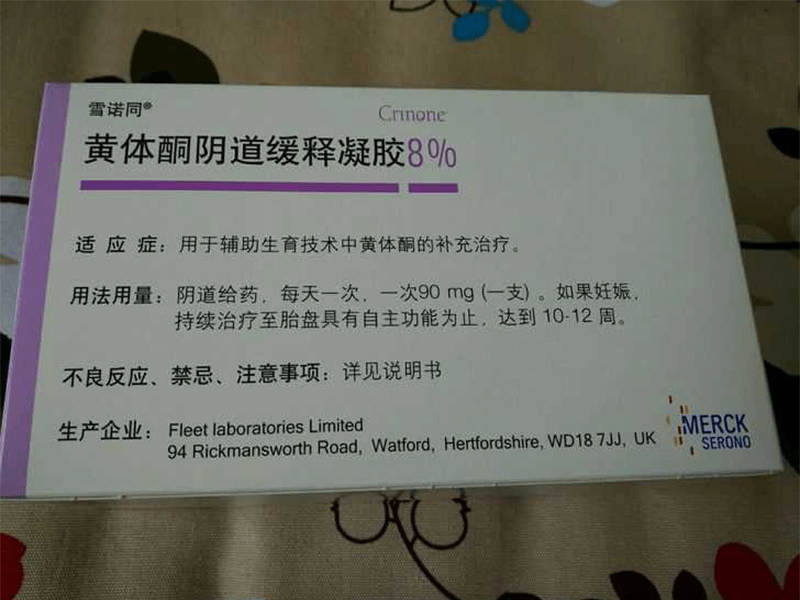 雪诺同®
Crinone
黄体酮阴道缓释凝胶8%
适 应 症：用于辅助生育技术中黄体酮的补充治疗。
用法用量：阴道给药，每天一次，一次90 mg (一支) 。如果妊娠，
持续治疗至胎盘具有自主功能为止，达到 10-12 周。
不良反应、禁忌、注意事项：详见说明书
生产企业：Fleet laboratories Limited
94 Rickmansworth Road, Watford, Hertfordshire, WD18 7JJ, UK
MERCK
SERONO